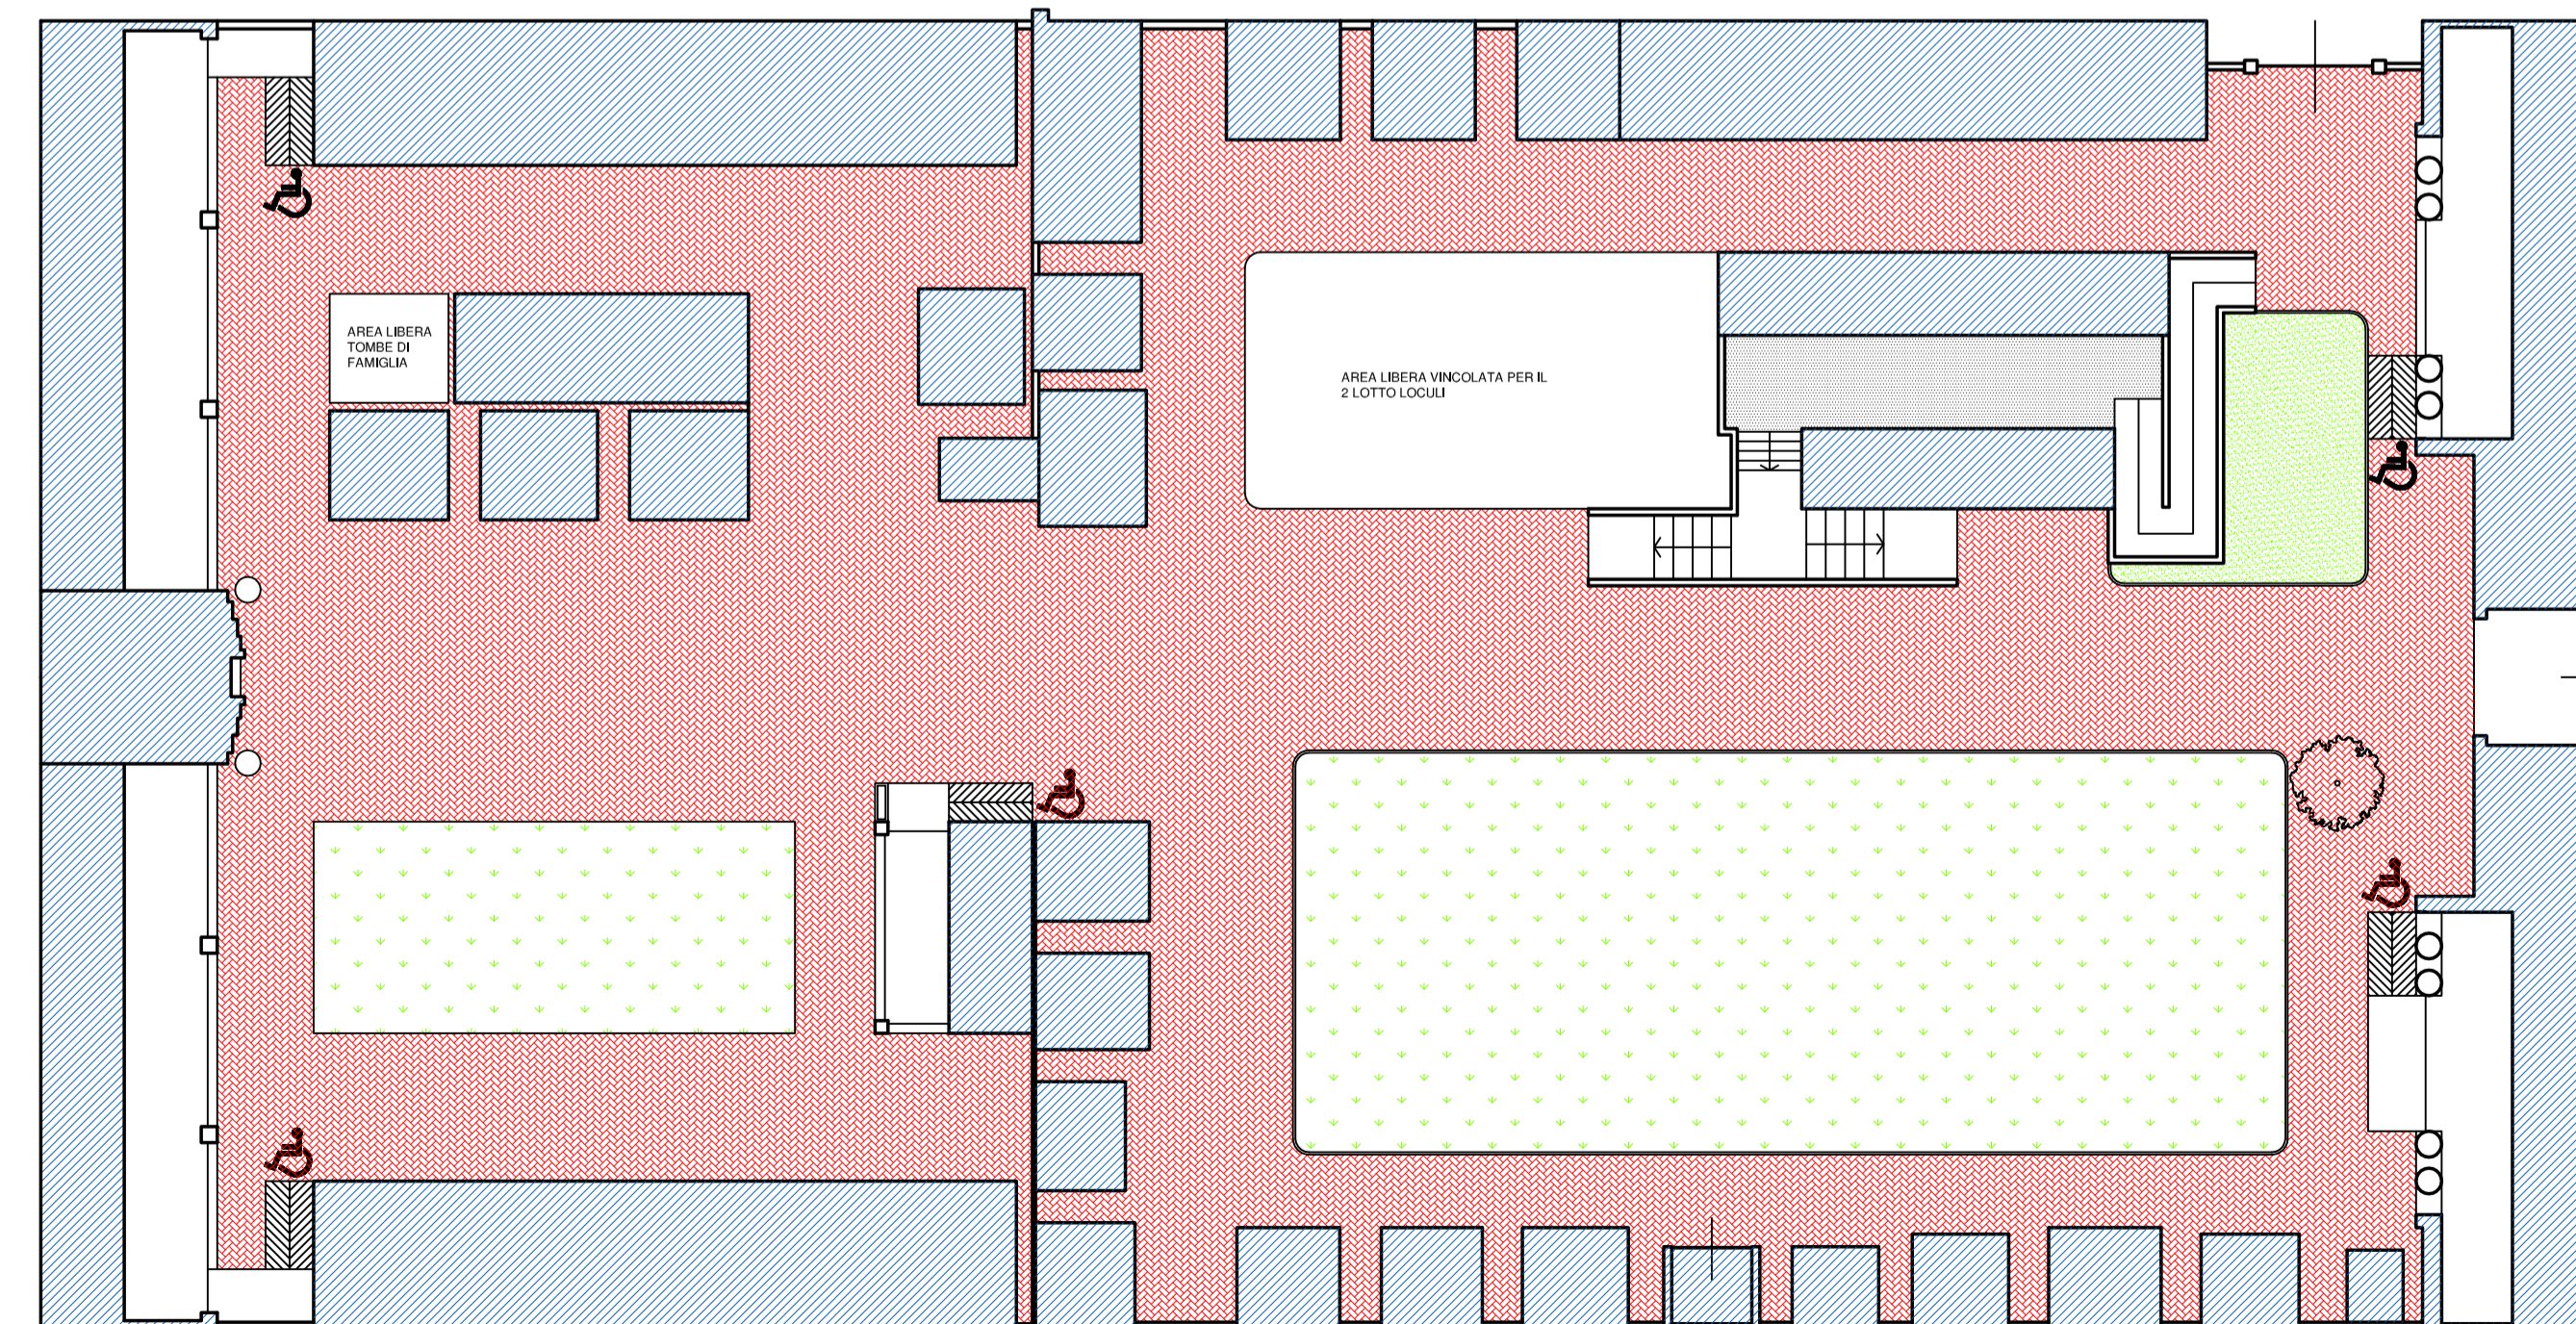 AREA LIBERA
TOMBE DI
FAMIGLIA
AREA LIBERA VINCOLATA PER IL
2 LOTTO LOCULI